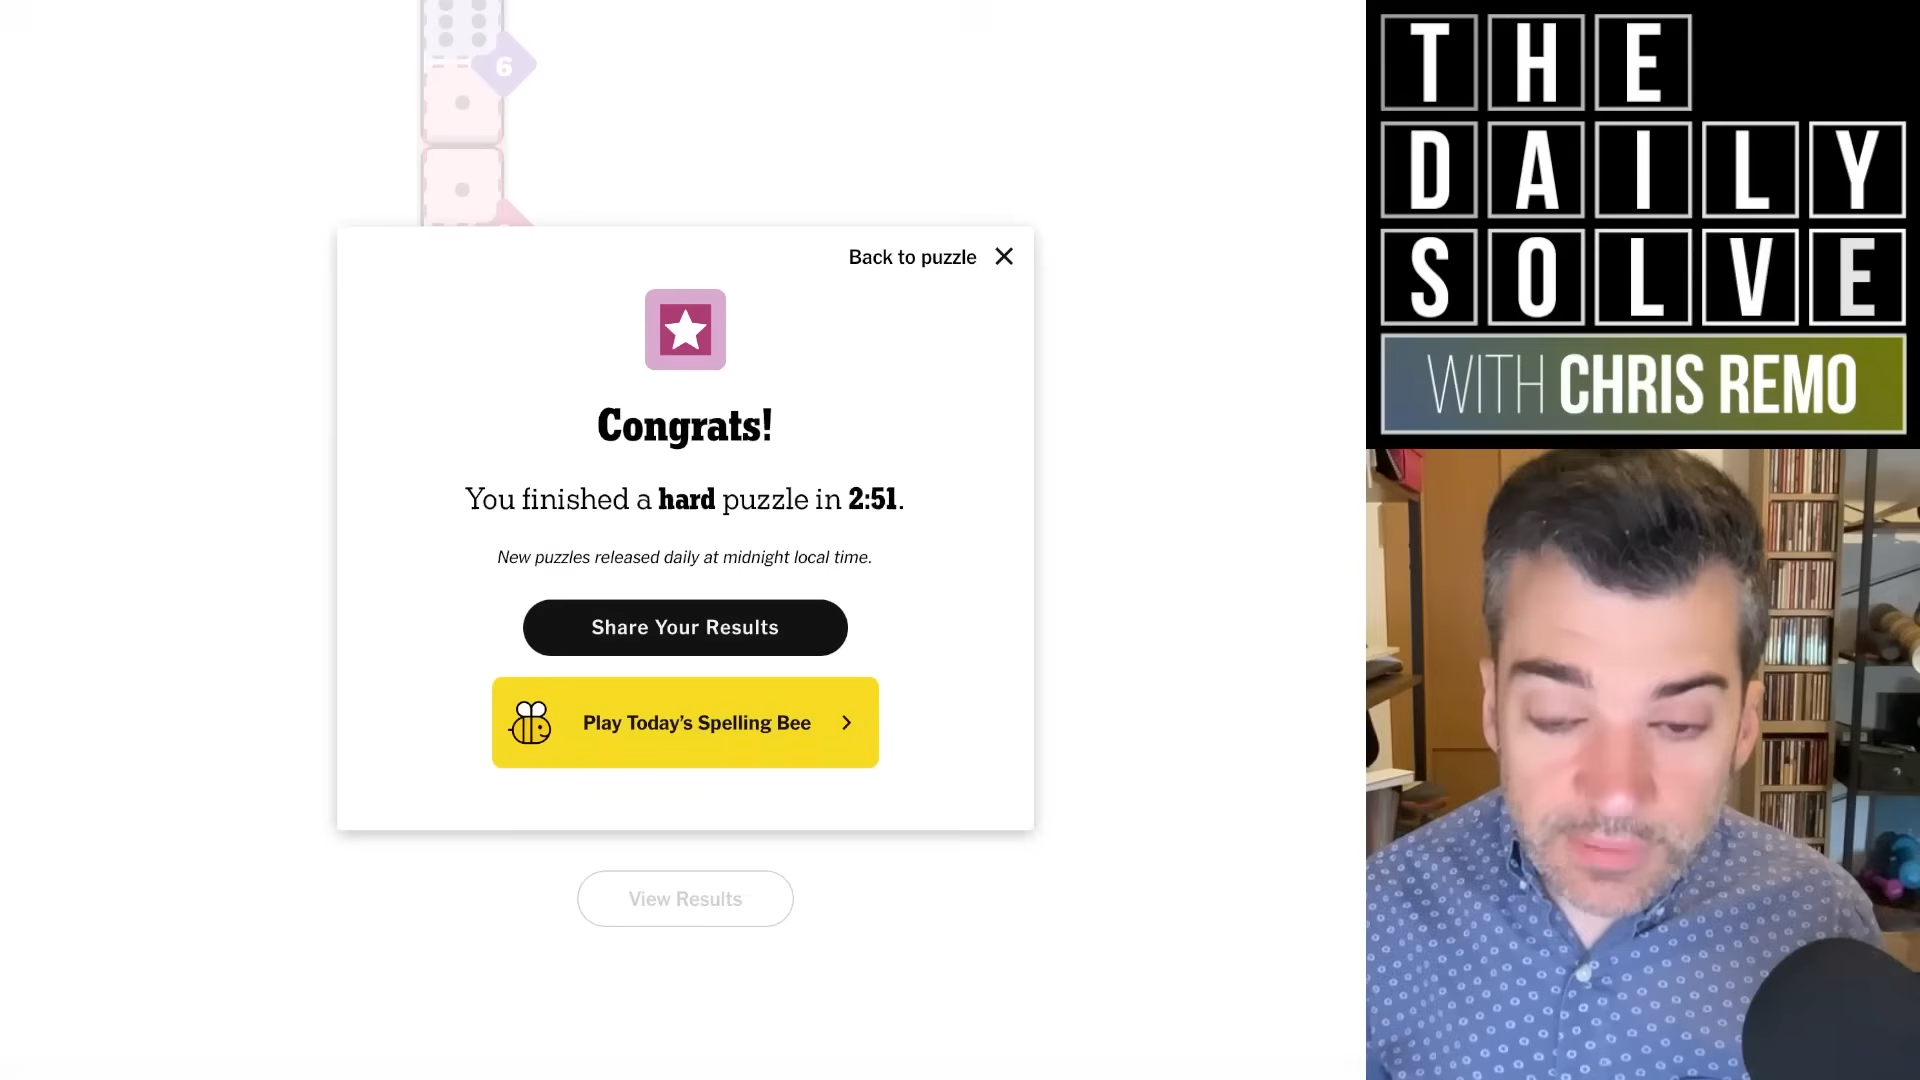 6
Back to puzzle
Congrats!
You finished a hard puzzle in 2:51.
New puzzles released daily at midnight local time.
Share Your Results
Play Today's Spelling Bee
View Results
THE
DAILY
SOLVE
WITH CHRIS REMO